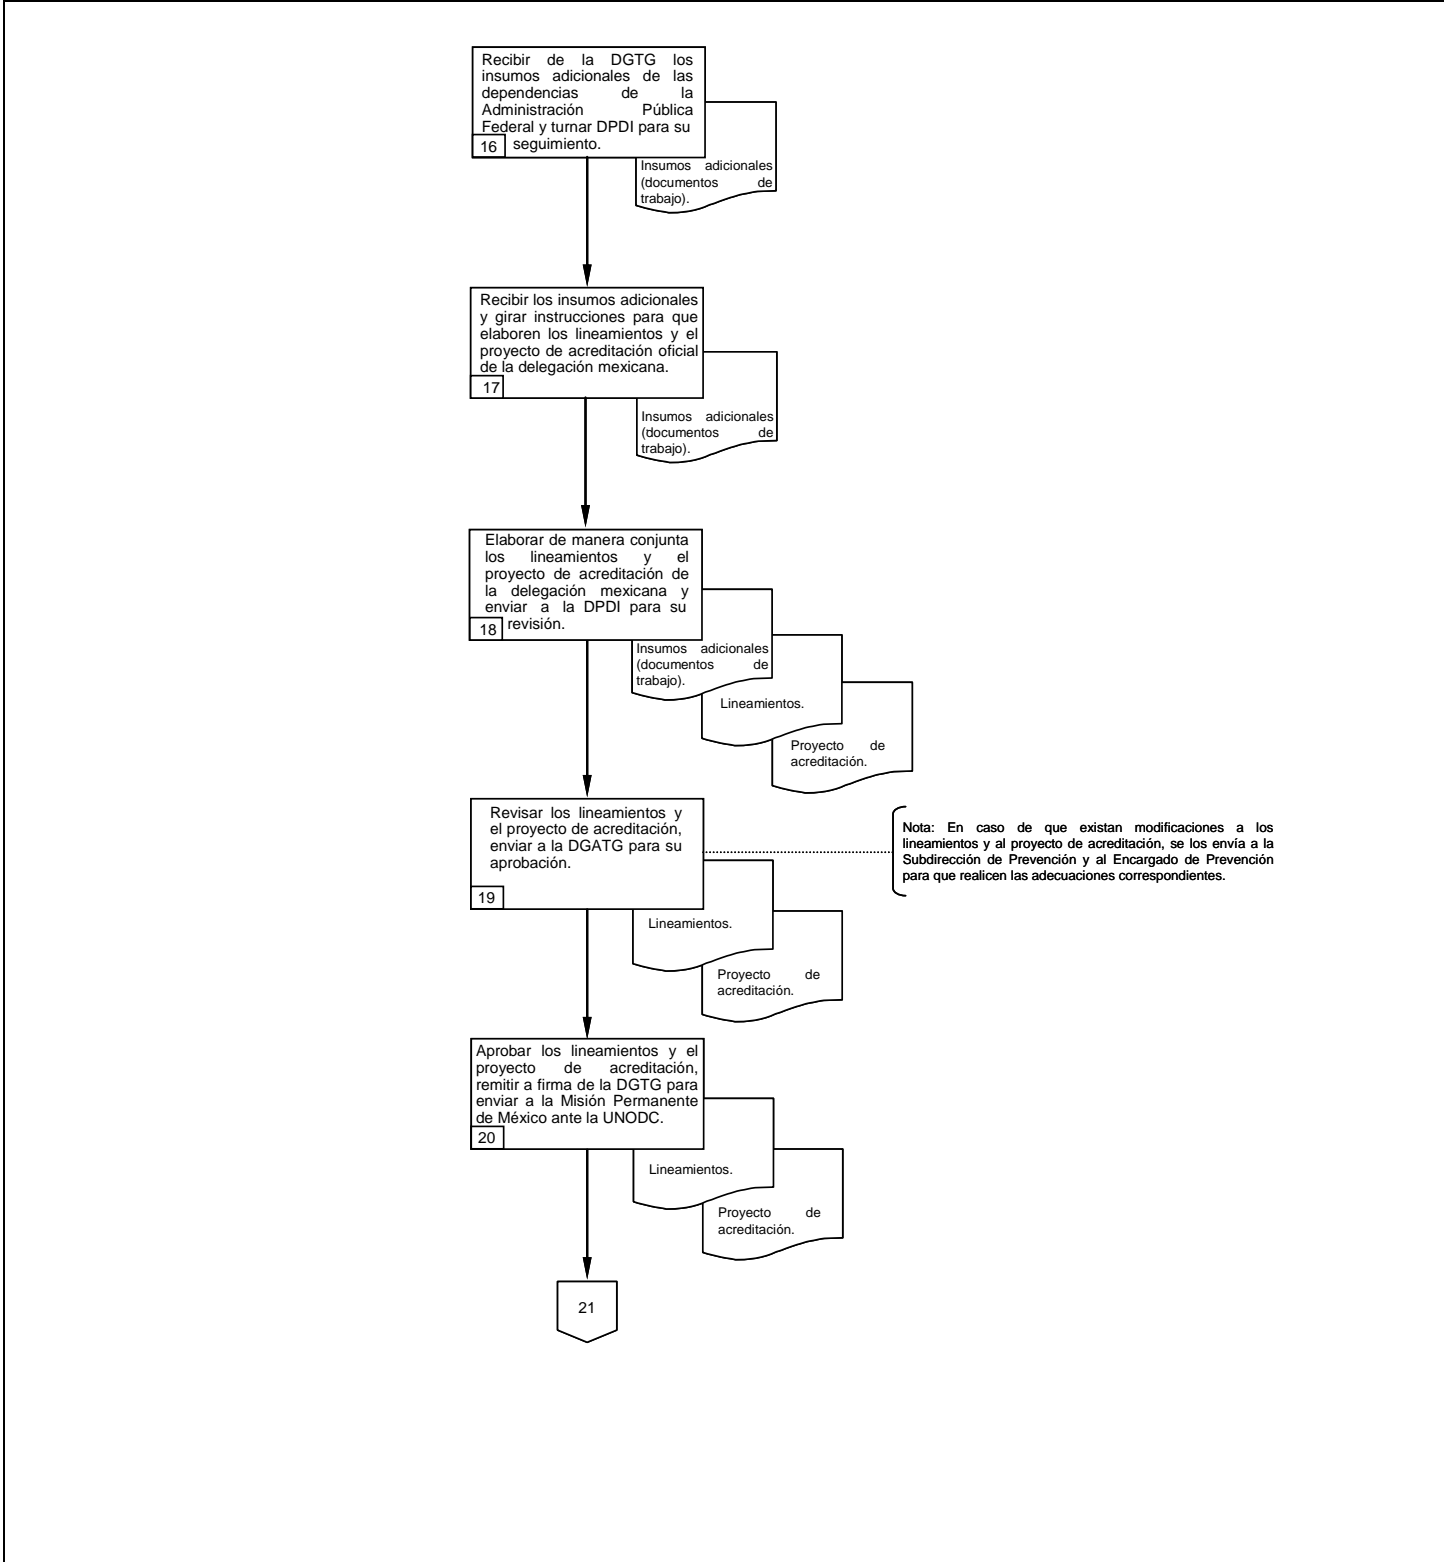 Recibir de la DGTG los
insumos adicionales de las
dependencias de la
Administración Pública
Federal y turnar DPDI para su
seguimiento.
16
Insumos adicionales
(documentos de
trabajo).
Recibir los insumos adicionales
y girar instrucciones para que
elaboren los lineamientos y el
proyecto de acreditación oficial
de la delegación mexicana.
17
Insumos adicionales
(documentos de
trabajo).
Elaborar de manera conjunta
los lineamientos y el
proyecto de acreditación de
la delegación mexicana y
enviar a la DPDI para su
revisión.
18
Insumos adicionales
(documentos de
trabajo).
Lineamientos.
Proyecto de
acreditación.
Revisar los lineamientos y
el proyecto de acreditación,
enviar a la DGATG para su
aprobación.
19
Nota: En caso de que existan modificaciones a los
lineamientos y al proyecto de acreditación, se los envía a la
Subdirección de Prevención y al Encargado de Prevención
para que realicen las adecuaciones correspondientes.
Lineamientos.
Proyecto de
acreditación.
Aprobar los lineamientos y el
proyecto de acreditación,
remitir a firma de la DGTG para
enviar a la Misión Permanente
de México ante la UNODC.
20
Lineamientos.
Proyecto de
acreditación.
21